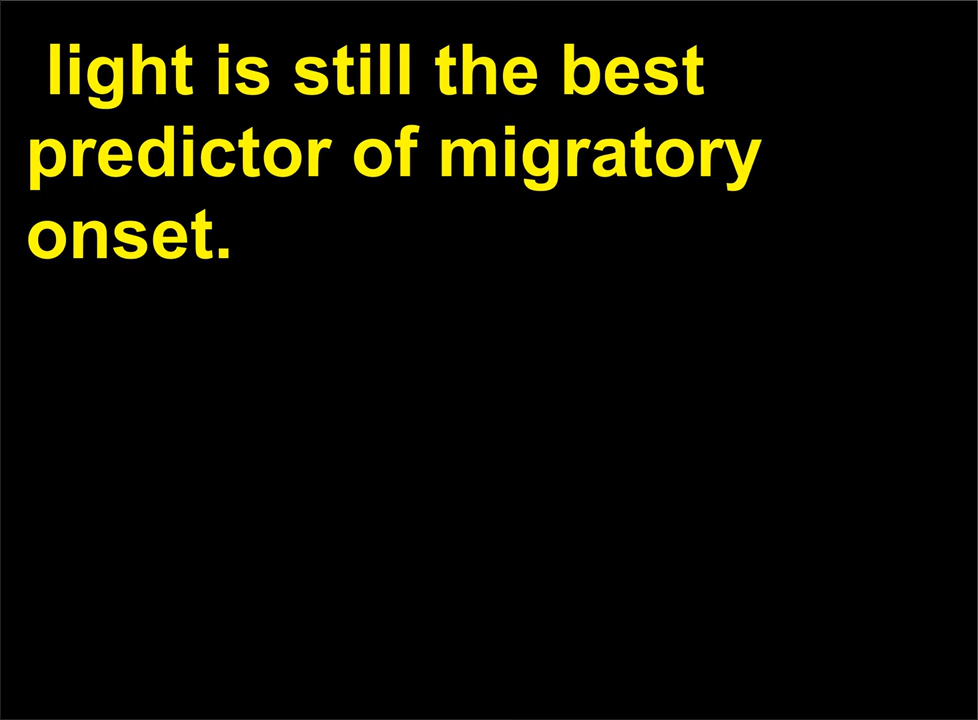 light is still the best
predictor of migratory
onset.